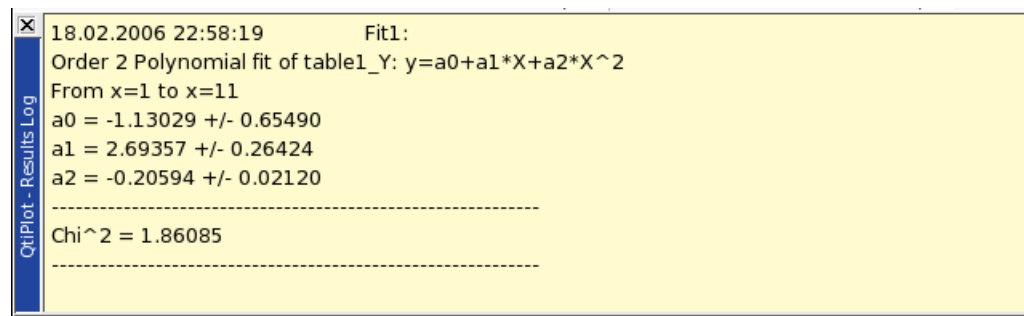 18.02.2006 22:58:19 Fit1:
Order 2 Polynomial fit of table1_Y: y=a0+a1*X+a2*X^2
From x=1 to x=11
a0 = -1.13029 +/- 0.65490
a1 = 2.69357 +/- 0.26424
a2 = -0.20594 +/- 0.02120
-------------------------------------------------------------
Chi^2 = 1.86085
-------------------------------------------------------------
QtiPlot - Results Log